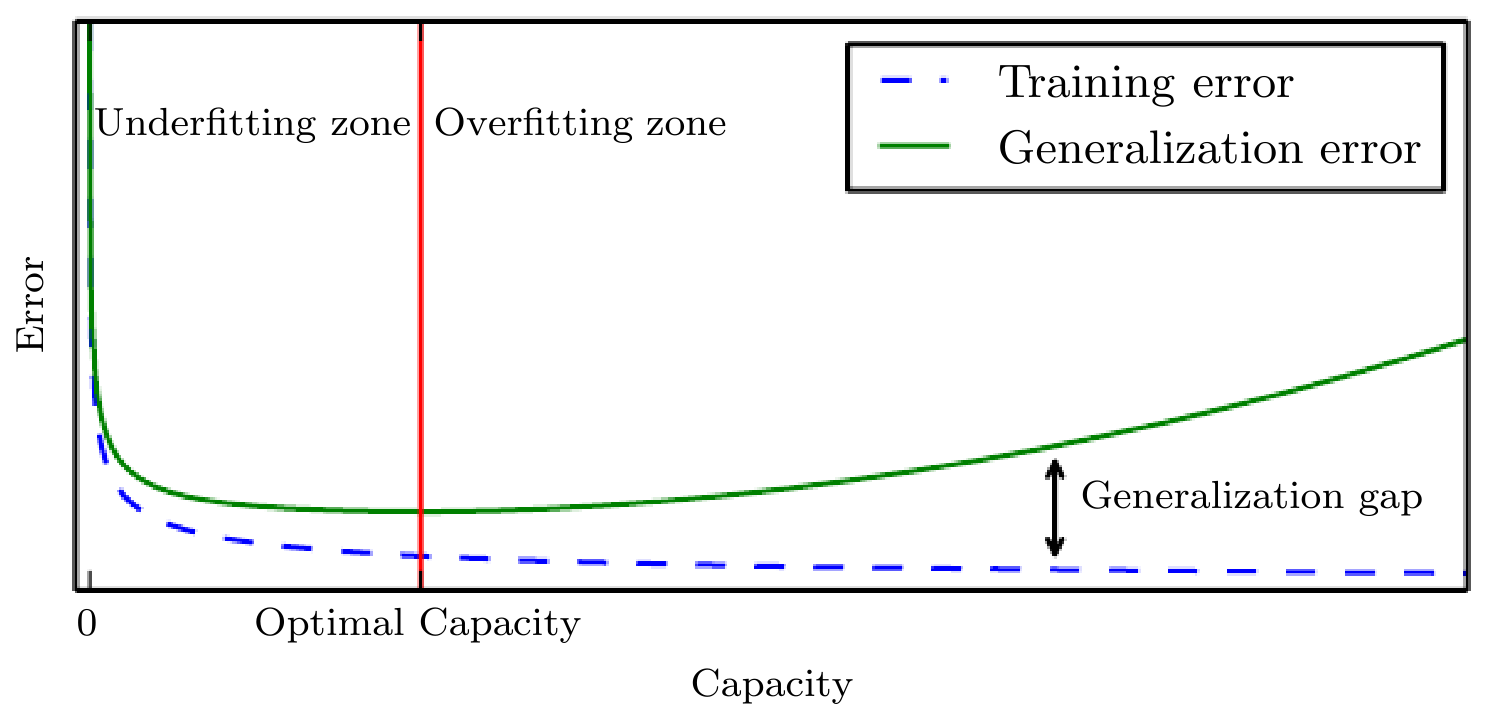 Training error
Generalization error
Underfitting zone
Overfitting zone
Error
Generalization gap
0
Optimal Capacity
Capacity